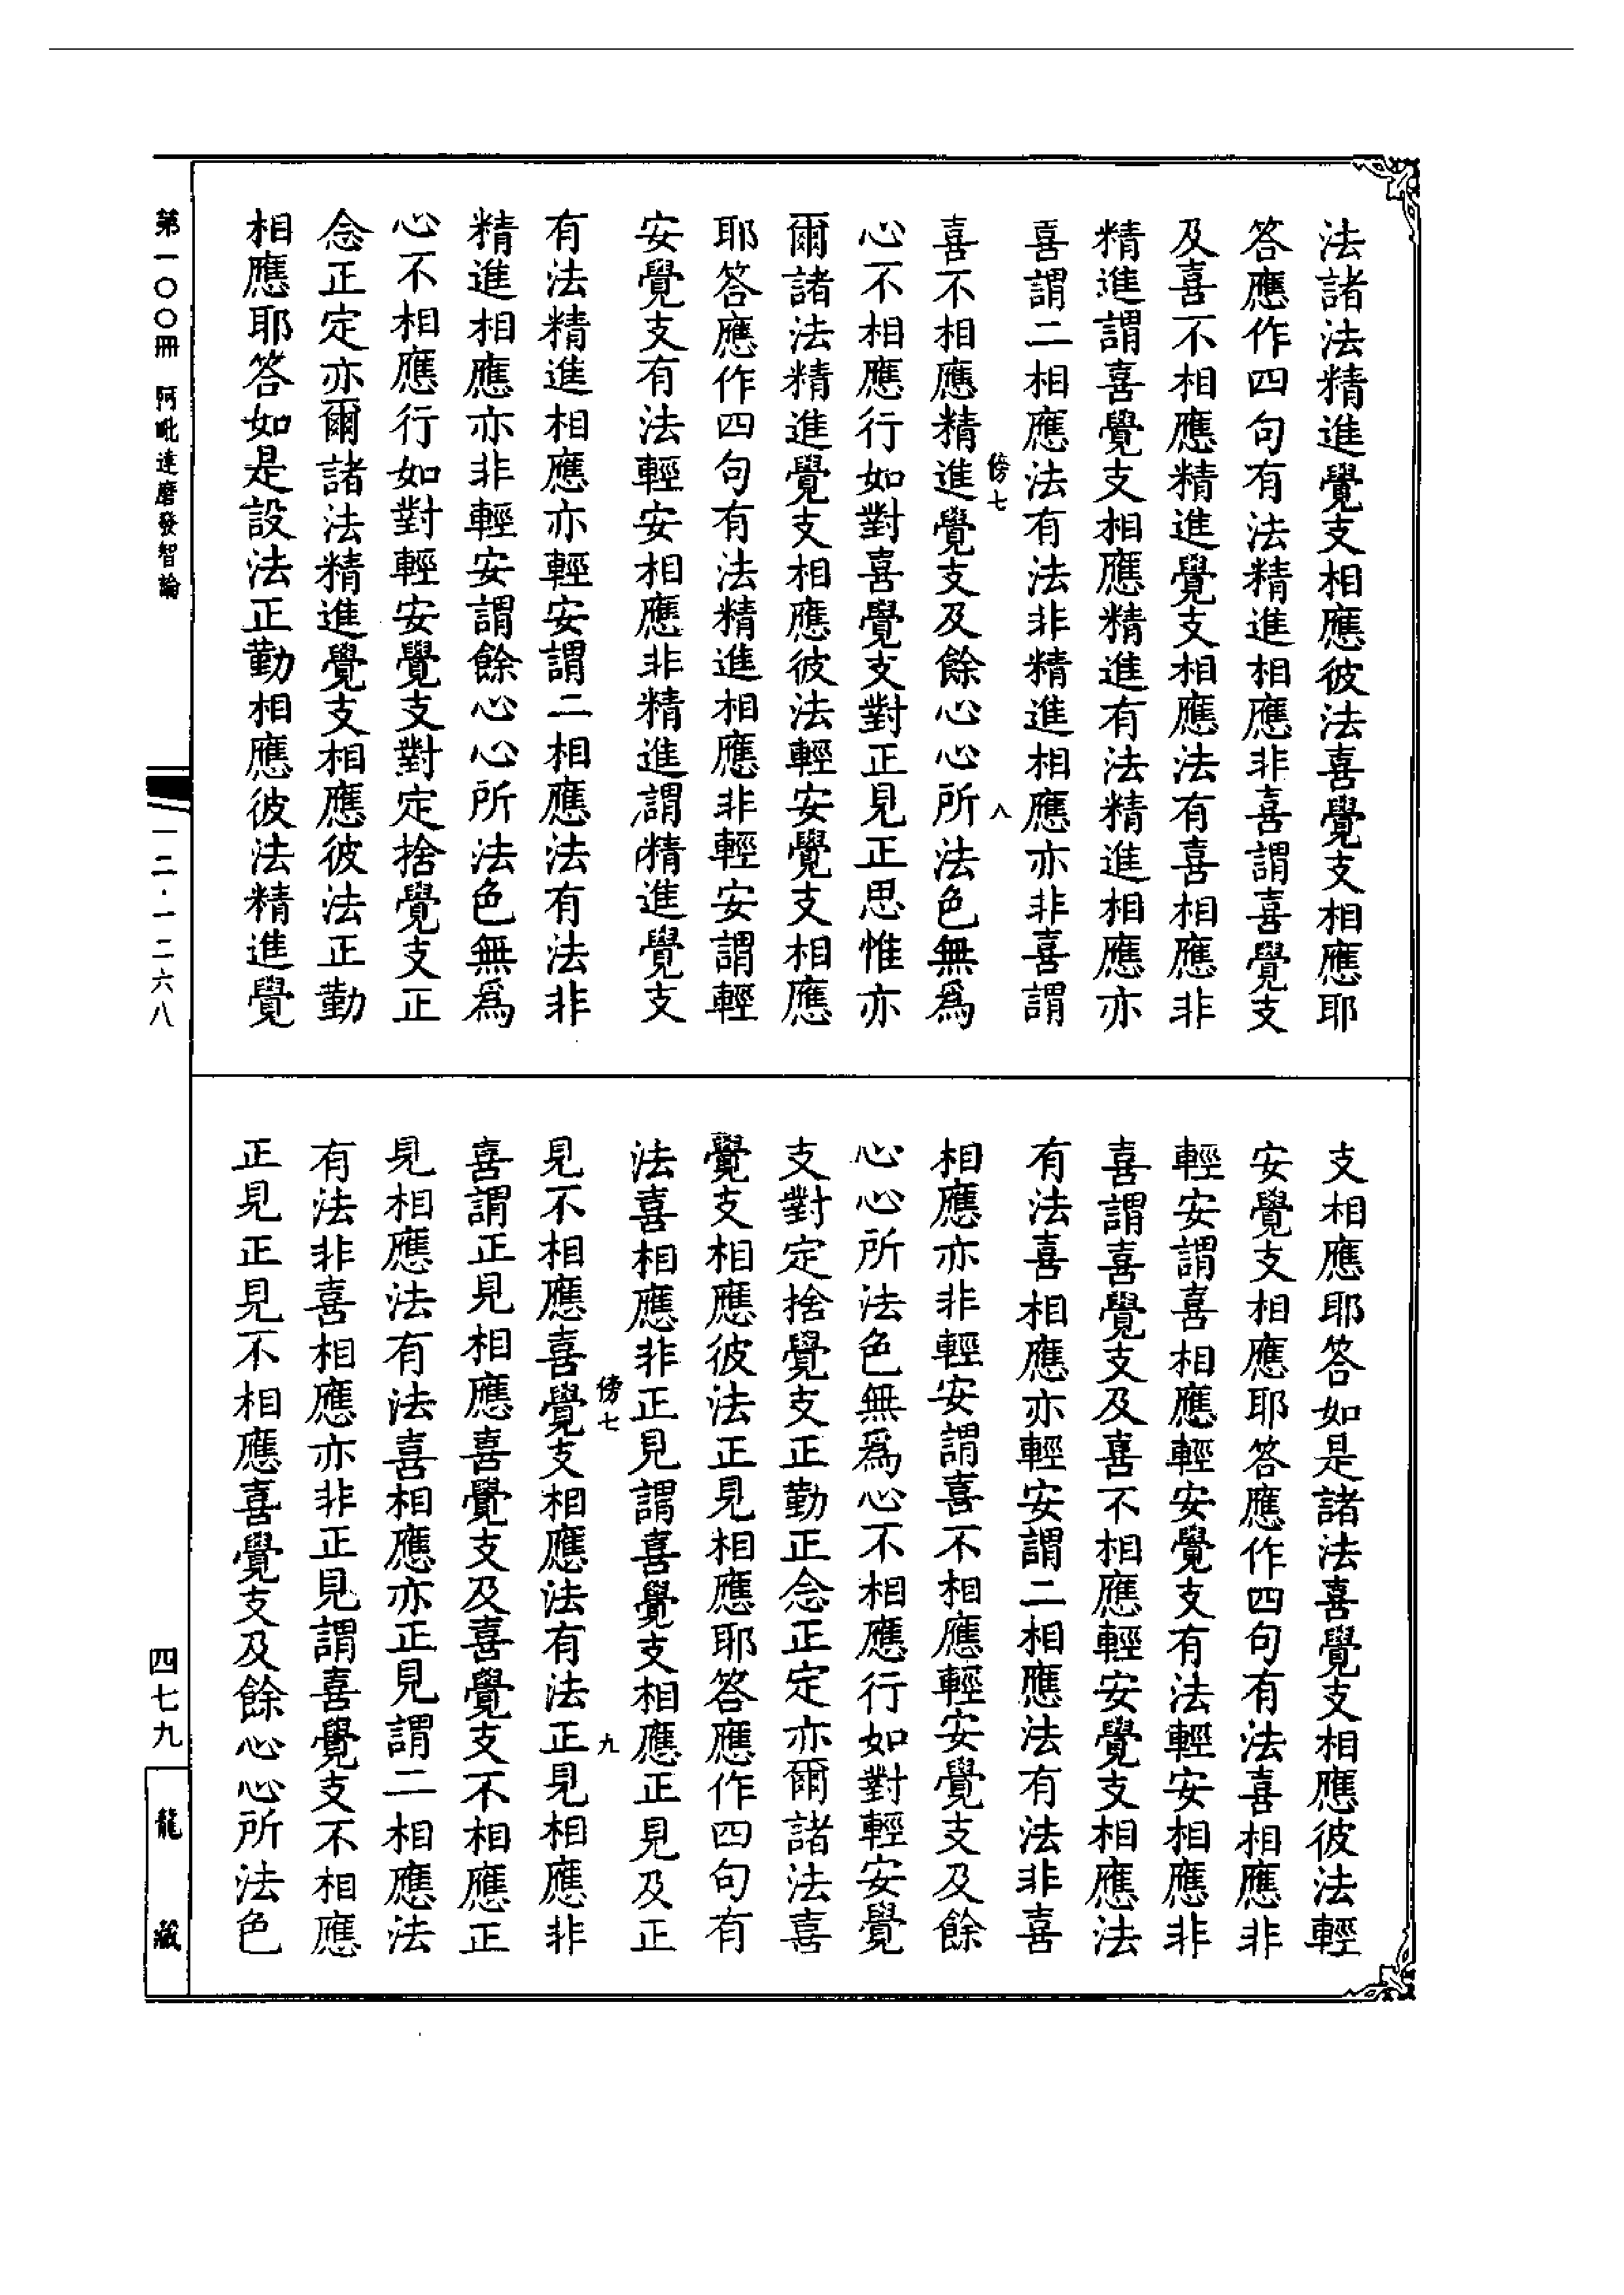 法諸法精進覺支相應彼法喜覺支相應耶
答應作四句有法精進相應非喜謂喜覺支
及喜不相應精進覺支相應法有喜相應非
精進謂喜覺支相應精進有法精進相應亦
喜謂二相應法有法非精進相應亦非喜謂
傍七 八
喜不相應精進覺支及餘心心所法色無為
心不相應行如對喜覺支對正見正思惟亦
爾諸法精進覺支相應彼法輕安覺支相應
耶答應作四句有法精進相應非輕安謂輕
安覺支有法輕安相應非精進謂精進覺支
有法精進相應亦輕安謂二相應法有法非
精進相應亦非輕安謂餘心心所法色無為
心不相應行如對輕安覺支對定捨覺支正
念正定亦爾諸法精進覺支相應彼法正勤
相應耶答如是設法正勤相應彼法精進覺
支相應耶答如是諸法喜覺支相應彼法輕
安覺支相應耶答應作四句有法喜相應非
輕安謂喜相應輕安覺支有法輕安相應非
喜謂喜覺支及喜不相應輕安覺支相應法
有法喜相應亦輕安謂二相應法有法非喜
相應亦非輕安謂喜不相應輕安覺支及餘
心心所法色無為心不相應行如對輕安覺
支對定捨覺支正勤正念正定亦爾諸法喜
覺支相應彼法正見相應耶答應作四句有
法喜相應非正見謂喜覺支相應正見及正
傍七 九
見不相應喜覺支相應法有法正見相應非
喜謂正見相應喜覺支及喜覺支不相應正
見相應法有法喜相應亦正見謂二相應法
有法非喜相應亦非正見謂喜覺支不相應
正見正見不相應喜覺支及餘心心所法色
第一〇〇冊 阿毗達磨發智論
一二·一二六八
四七九
龍藏